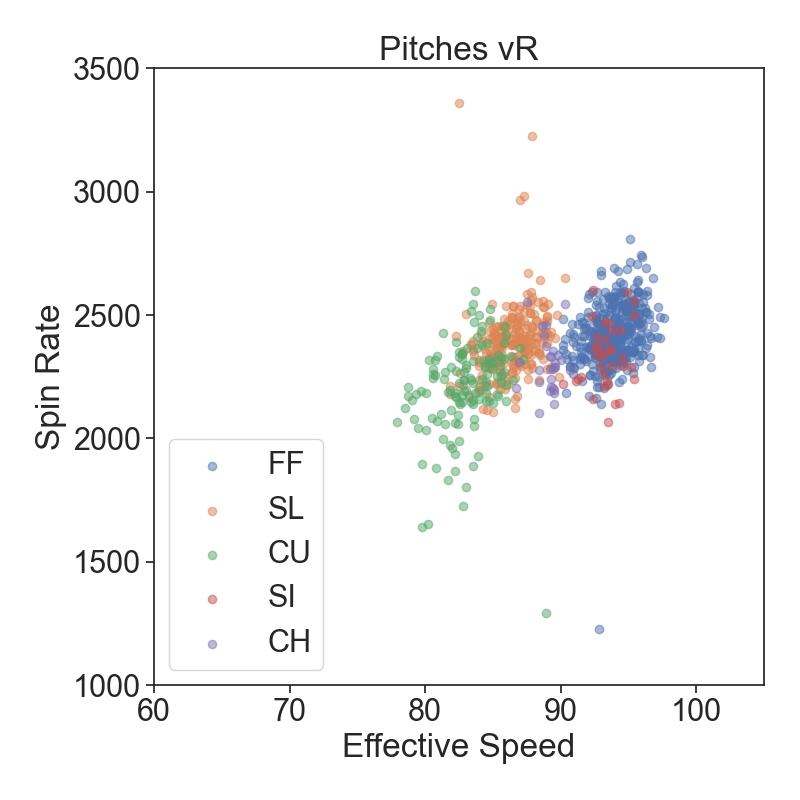 Pitches vR
3500
3000
2500
2000
1500
1000
Spin Rate
FF
SL
CU
SI
CH
60 70 80 90 100
Effective Speed